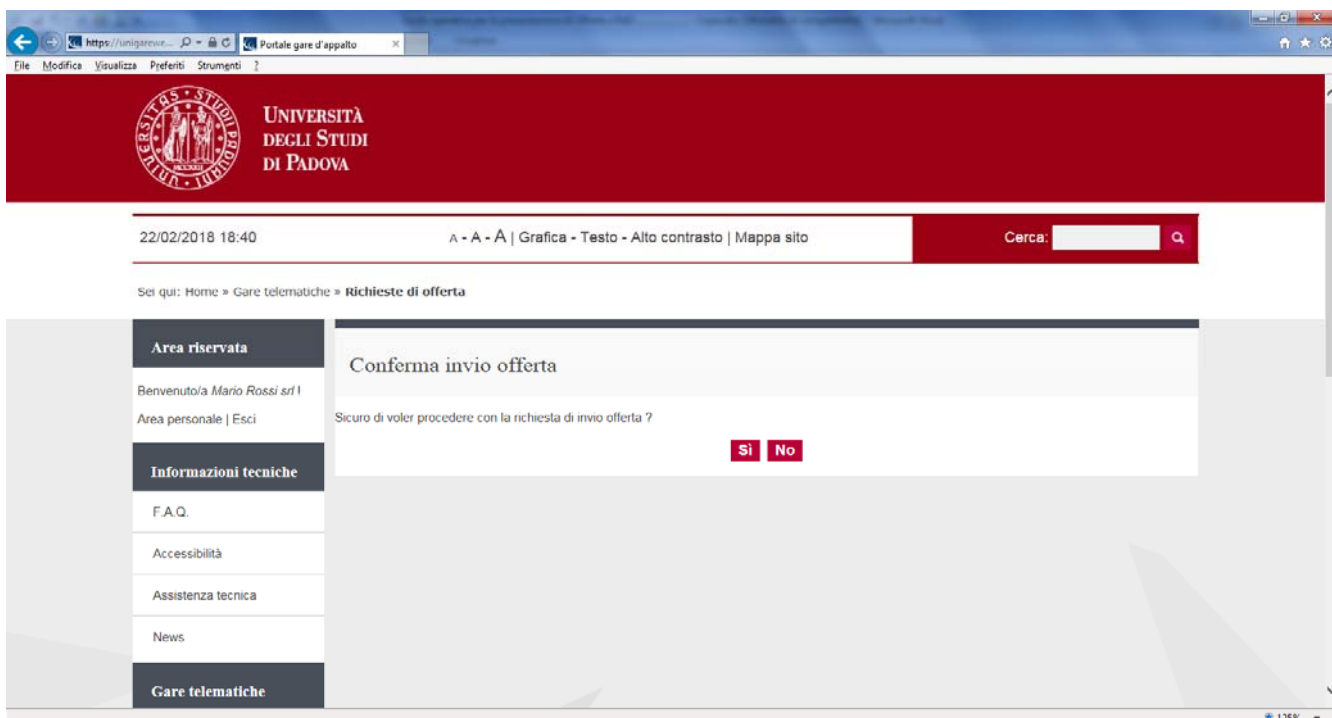 https://unigarewe...
Portale gare d'appalto
File Modifica Visualizza Preferiti Strumenti ?
UNIVERSITÀ
DEGLI STUDI
DI PADOVA
22/02/2018 18:40
A - A - A | Grafica - Testo - Alto contrasto | Mappa sito
Cerca:
Sei qui: Home » Gare telematiche » Richieste di offerta
Area riservata
Benvenuto/a Mario Rossi srl !
Area personale | Esci
Informazioni tecniche
F.A.Q.
Accessibilità
Assistenza tecnica
News
Gare telematiche
Conferma invio offerta
Sicuro di voler procedere con la richiesta di invio offerta ?
Sì No
125%